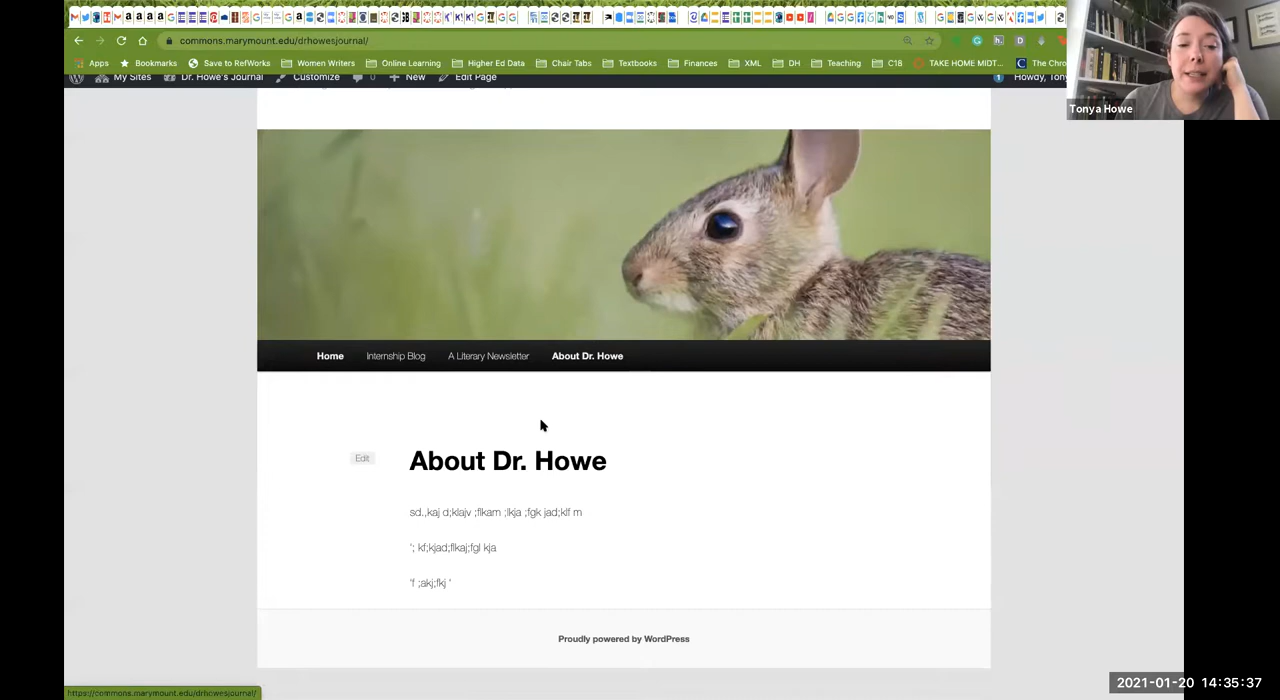 commons.marymount.edu/drhowesjournal/
Apps Bookmarks Save to RefWorks Women Writers Online Learning Higher Ed Data Chair Tabs Textbooks Finances XML DH Teaching C18 TAKE HOME MIDT... The Chro
My Sites Dr. Howe's Journal Customize 0 New Edit Page 1 Howdy, Tony
Tonya Howe
Home Internship Blog A Literary Newsletter About Dr. Howe
Edit About Dr. Howe
sd.,kaj d;klajv ;flkam ;lkja ;fgk jad;klf m
'; kf;kjad;flkaj;fgl kja
'f ;akj;fkj '
Proudly powered by WordPress
https://commons.marymount.edu/drhowesjournal/
2021-01-20 14:35:37